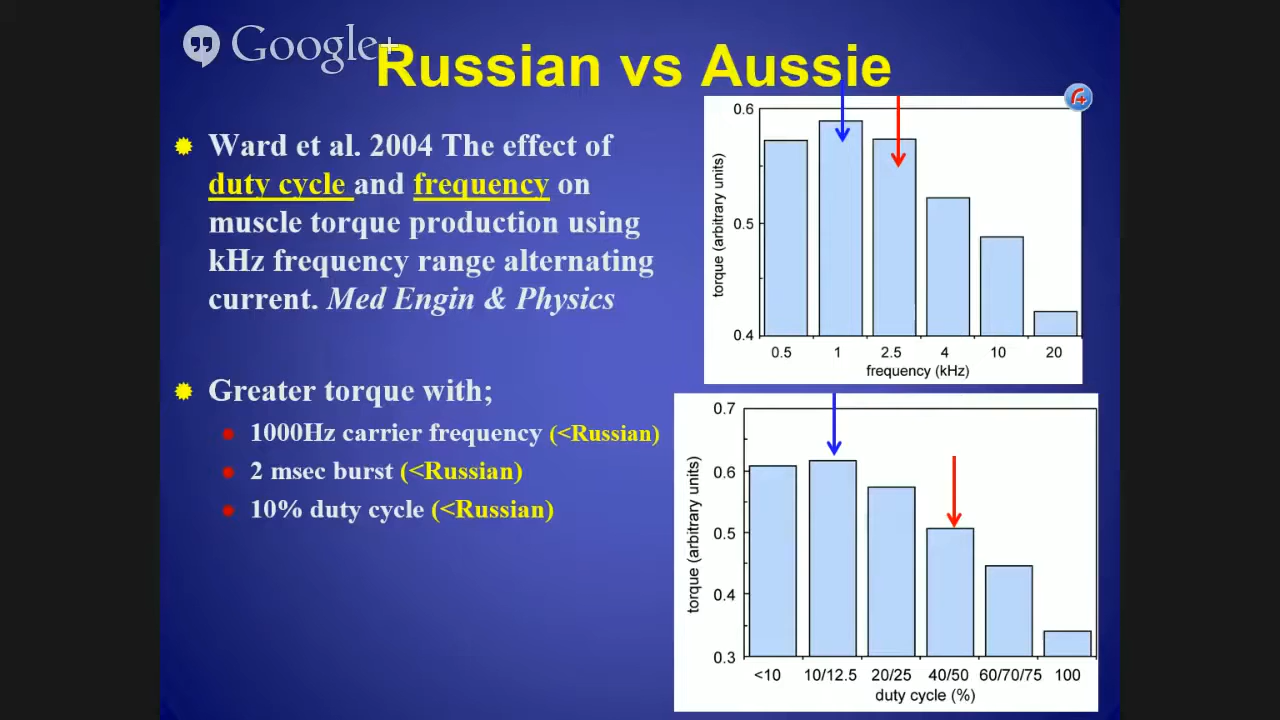 Google+
Russian vs Aussie
Ward et al. 2004 The effect of
duty cycle and frequency on
muscle torque production using
kHz frequency range alternating
current. Med Engin & Physics
Greater torque with;
1000Hz carrier frequency (<Russian)
2 msec burst (<Russian)
10% duty cycle (<Russian)
torque (arbitrary units)
0.6
0.5
0.4
0.5 1 2.5 4 10 20
frequency (kHz)
torque (arbitrary units)
0.7
0.6
0.5
0.4
0.3
<10 10/12.5 20/25 40/50 60/70/75 100
duty cycle (%)